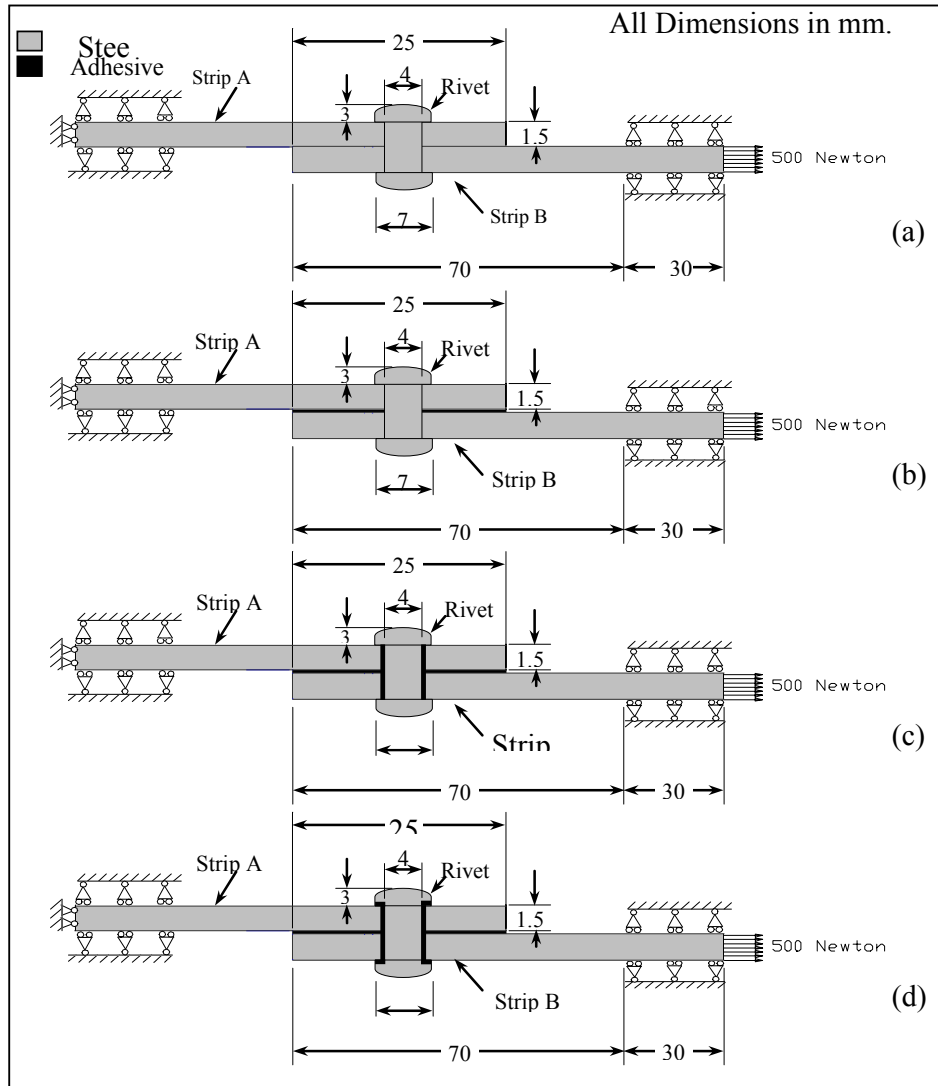 All Dimensions in mm.
Stee
Adhesive
25
4
Rivet
Strip A
3
1.5
500 Newton
Strip B
7
(a)
70
30
25
Strip A
4
Rivet
3
1.5
500 Newton
Strip B
7
(b)
70
30
25
Strip A
4
Rivet
3
1.5
500 Newton
Strip
(c)
70
30
25
Strip A
4
Rivet
3
1.5
500 Newton
Strip B
(d)
70
30